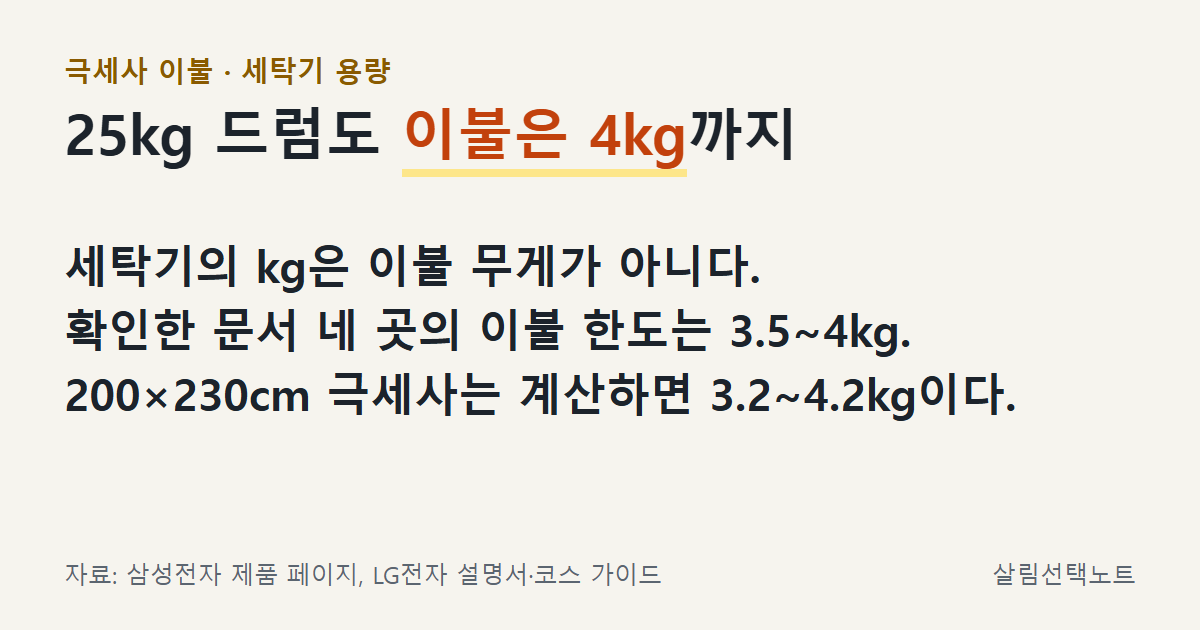 극세사 이불 · 세탁기 용량
25kg 드럼도 이불은 4kg까지
세탁기의 kg은 이불 무게가 아니다.
확인한 문서 네 곳의 이불 한도는 3.5~4kg.
200×230cm 극세사는 계산하면 3.2~4.2kg이다.
자료: 삼성전자 제품 페이지, LG전자 설명서·코스 가이드
살림선택노트